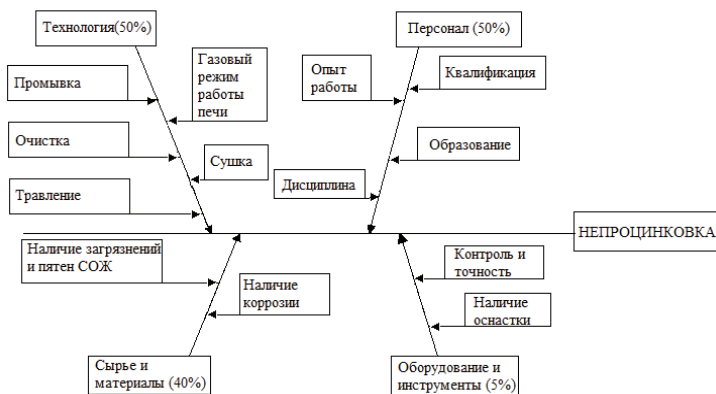 Технология(50%)
Персонал (50%)
Газовый
режим
работы
печи
Опыт
работы
Квалификация
Промывка
Очистка
Сушка
Образование
Дисциплина
Травление
НЕПРОЦИНКОВКА
Наличие загрязнений
и пятен СОЖ
Контроль и
точность
Наличие
коррозии
Наличие
оснастки
Сырье и
материалы (40%)
Оборудование и
инструменты (5%)